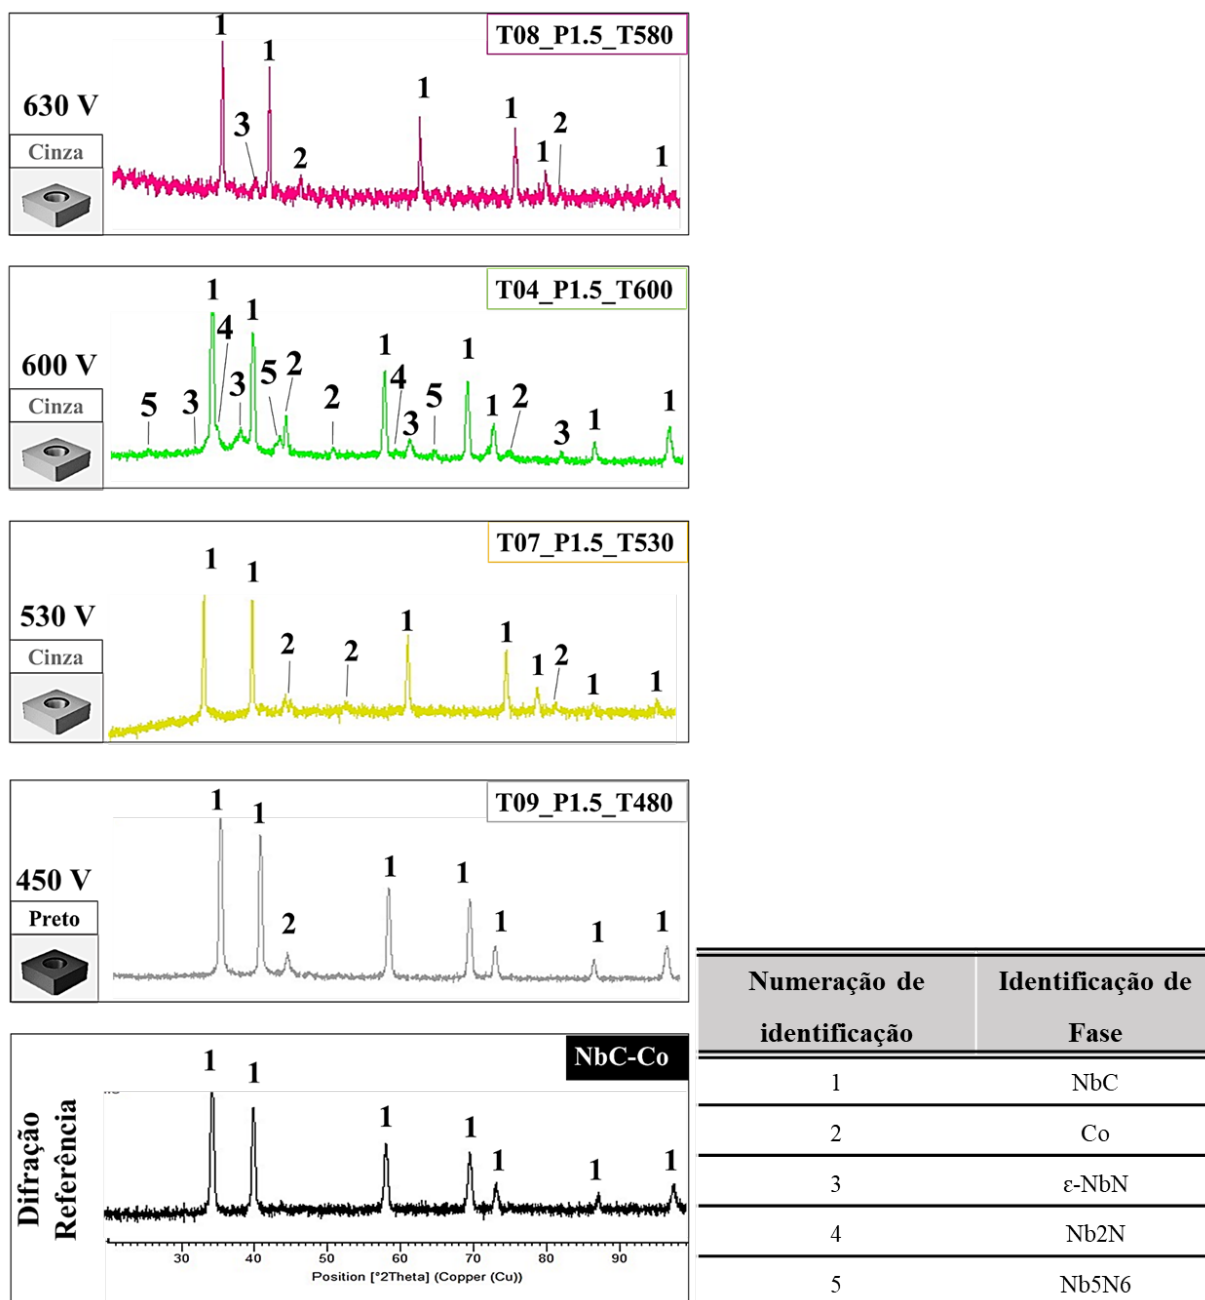 T08_P1.5_T580
630 V
Cinza
1
1
3
2
1
1
1
2
1
T04_P1.5_T600
600 V
Cinza
5
3
1
4
3
1
5
2
2
1
4
3
5
1
1
2
3
1
1
T07_P1.5_T530
530 V
Cinza
1
1
2
2
1
1
1
2
1
1
T09_P1.5_T480
450 V
Preto
1
1
2
1
1
1
1
1
NbC-Co
Difração
Referência
1
1
1
1
1
1
1
30 40 50 60 70 80 90
Position [°2Theta] (Copper (Cu))
Numeração de identificação Identificação de Fase
1 NbC
2 Co
3 ε-NbN
4 Nb2N
5 Nb5N6